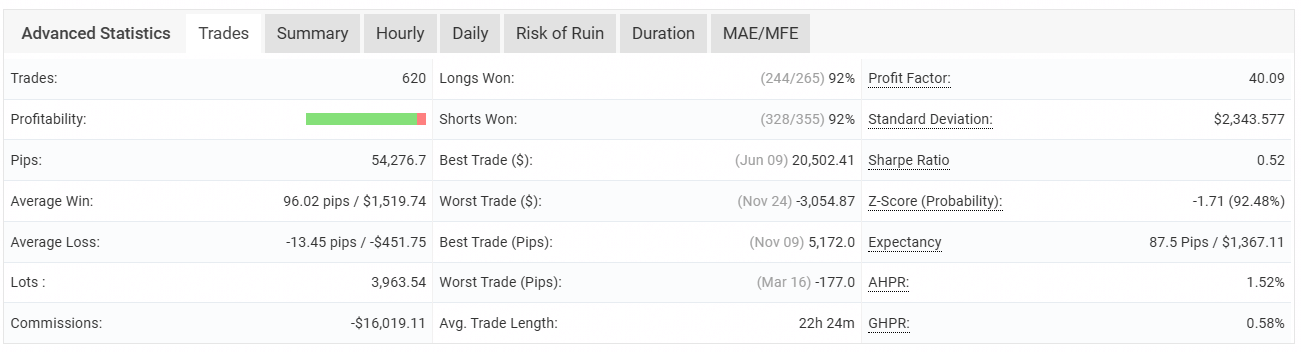 Advanced Statistics Trades Summary Hourly Daily Risk of Ruin Duration MAE/MFE
Trades: 620 Longs Won: (244/265) 92% Profit Factor: 40.09
Profitability: Shorts Won: (328/355) 92% Standard Deviation: $2,343.577
Pips: 54,276.7 Best Trade ($): (Jun 09) 20,502.41 Sharpe Ratio 0.52
Average Win: 96.02 pips / $1,519.74 Worst Trade ($): (Nov 24) -3,054.87 Z-Score (Probability): -1.71 (92.48%)
Average Loss: -13.45 pips / -$451.75 Best Trade (Pips): (Nov 09) 5,172.0 Expectancy 87.5 Pips / $1,367.11
Lots : 3,963.54 Worst Trade (Pips): (Mar 16) -177.0 AHPR: 1.52%
Commissions: -$16,019.11 Avg. Trade Length: 22h 24m GHPR: 0.58%